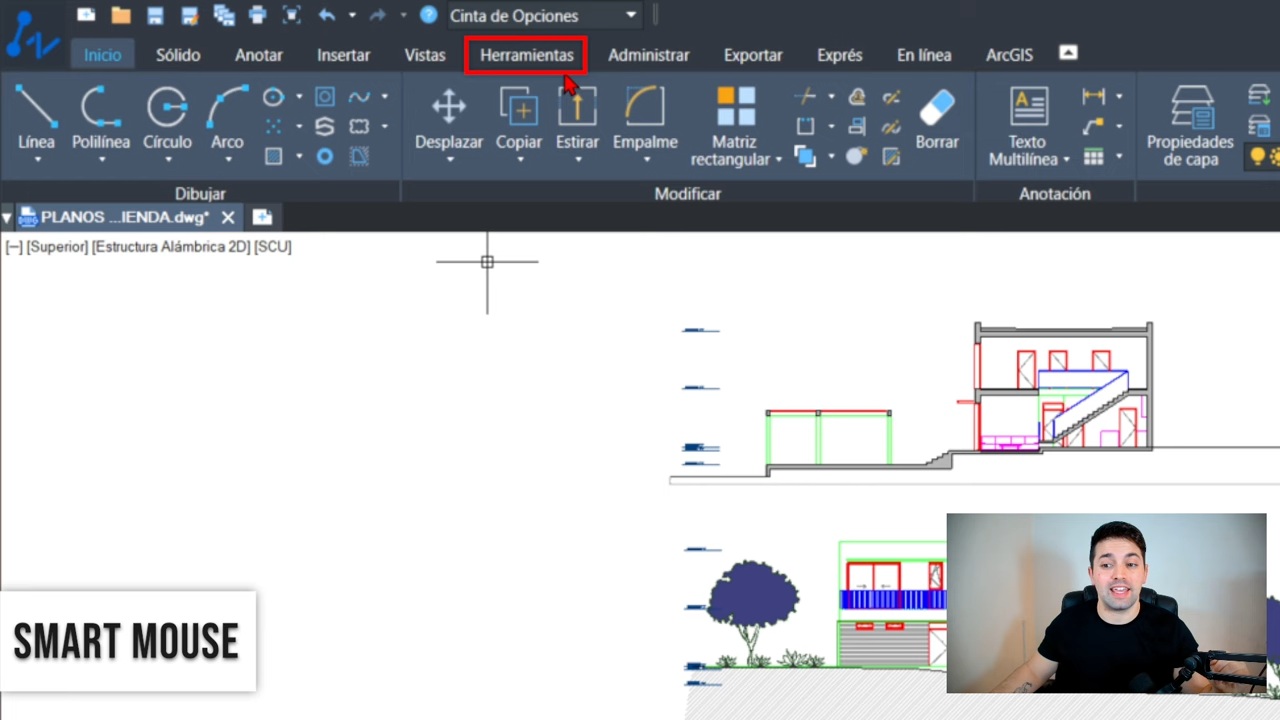 Cinta de Opciones
Inicio Sólido Anotar Insertar Vistas Herramientas Administrar Exportar Exprés En línea ArcGIS
Línea Polilínea Círculo Arco Desplazar Copiar Estirar Empalme Matriz rectangular Borrar Texto Multilínea Propiedades de capa
Dibujar Modificar Anotación
PLANOS ...IENDA.dwg*
[−] [Superior] [Estructura Alámbrica 2D] [SCU]
SMART MOUSE